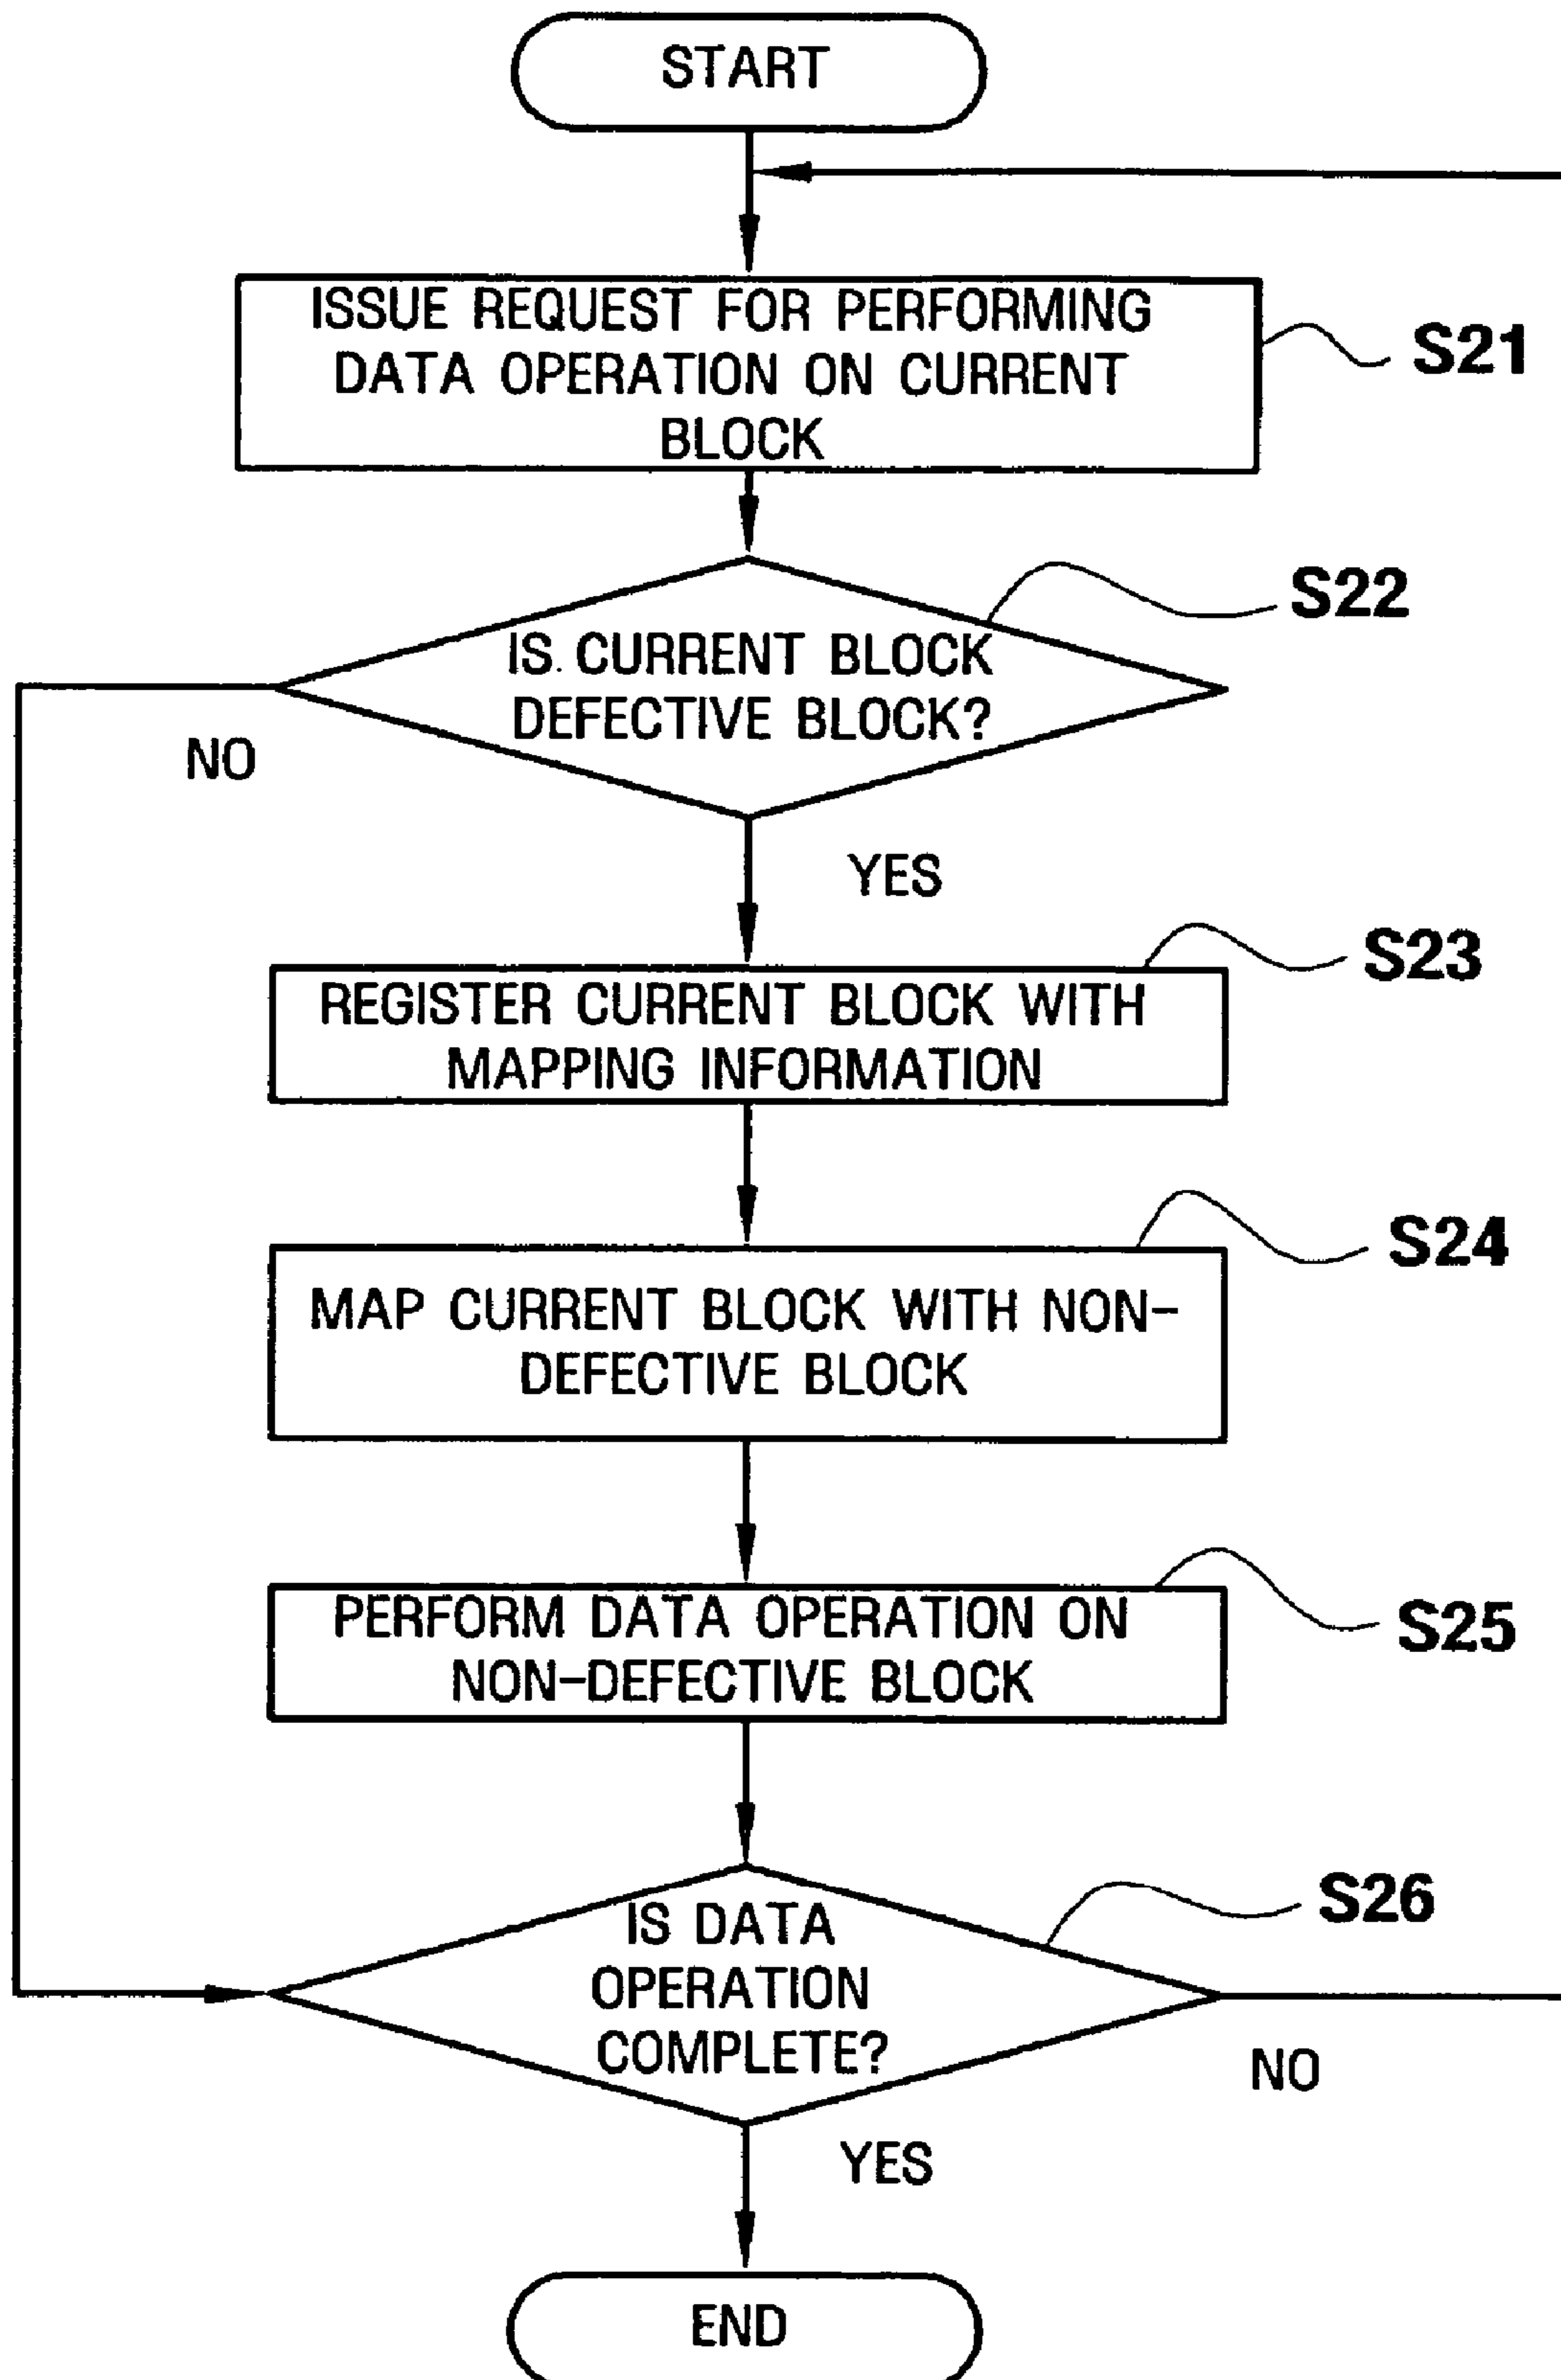 START
ISSUE REQUEST FOR PERFORMING
DATA OPERATION ON CURRENT
BLOCK
S21
S22
IS CURRENT BLOCK
DEFECTIVE BLOCK?
NO
YES
S23
REGISTER CURRENT BLOCK WITH
MAPPING INFORMATION
S24
MAP CURRENT BLOCK WITH NON-
DEFECTIVE BLOCK
S25
PERFORM DATA OPERATION ON
NON-DEFECTIVE BLOCK
S26
IS DATA
OPERATION
COMPLETE?
NO
YES
END